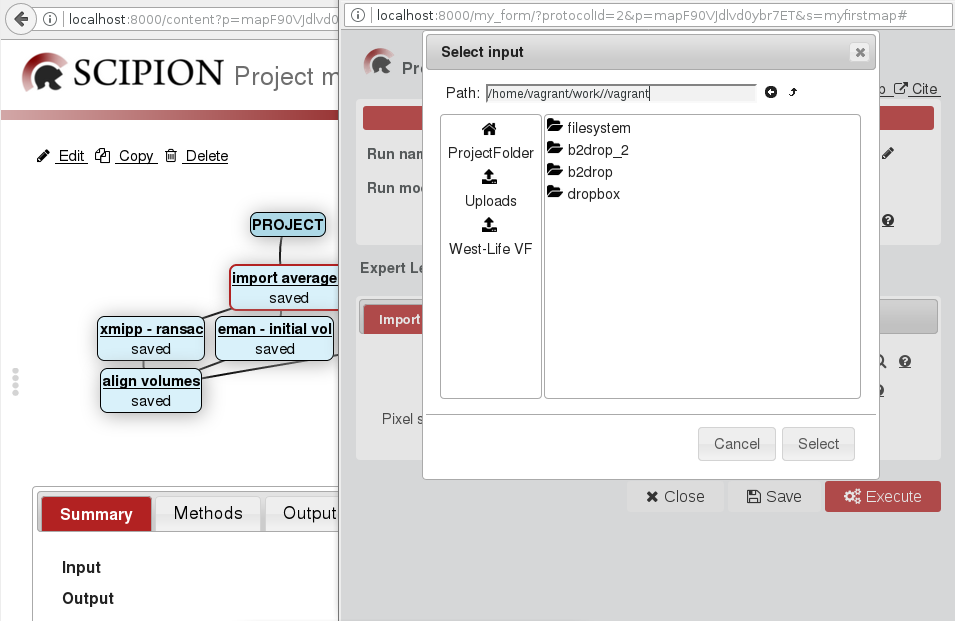 localhost:8000/content?p=mapF90VJdlvd0
SCIPION Project m
Edit Copy Delete
PROJECT
import average
saved
xmipp - ransac
saved
eman - initial vol
saved
align volumes
saved
Summary Methods Output
Input
Output
localhost:8000/my_form/?protocolId=2&p=mapF90VJdlvd0ybr7ET&s=myfirstmap#
Pr
Cite
Run nam
Run mo
Expert Le
Import
Pixel s
Select input
Path: /home/vagrant/work//vagrant
ProjectFolder
Uploads
West-Life VF
filesystem
b2drop_2
b2drop
dropbox
Cancel Select
Close Save Execute